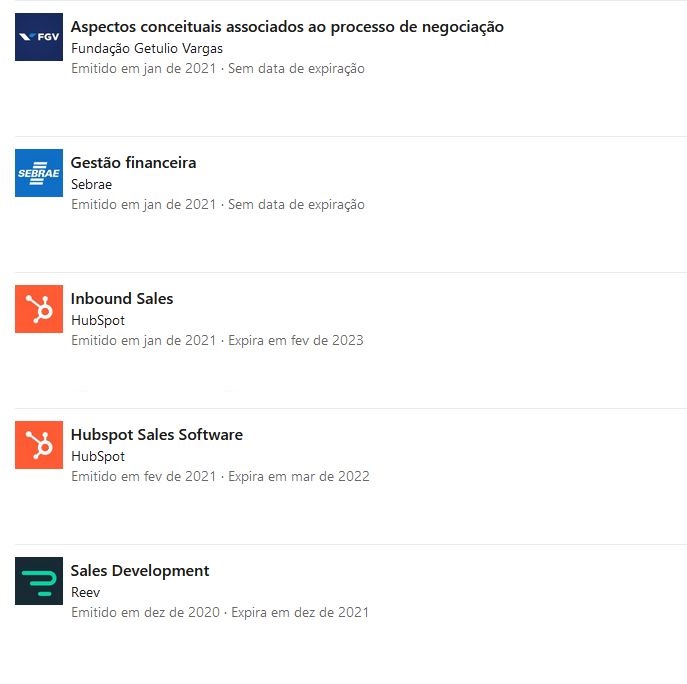 FGV
Aspectos conceituais associados ao processo de negociação
Fundação Getulio Vargas
Emitido em jan de 2021 · Sem data de expiração
SEBRAE
Gestão financeira
Sebrae
Emitido em jan de 2021 · Sem data de expiração
Inbound Sales
HubSpot
Emitido em jan de 2021 · Expira em fev de 2023
Hubspot Sales Software
HubSpot
Emitido em fev de 2021 · Expira em mar de 2022
Sales Development
Reev
Emitido em dez de 2020 · Expira em dez de 2021